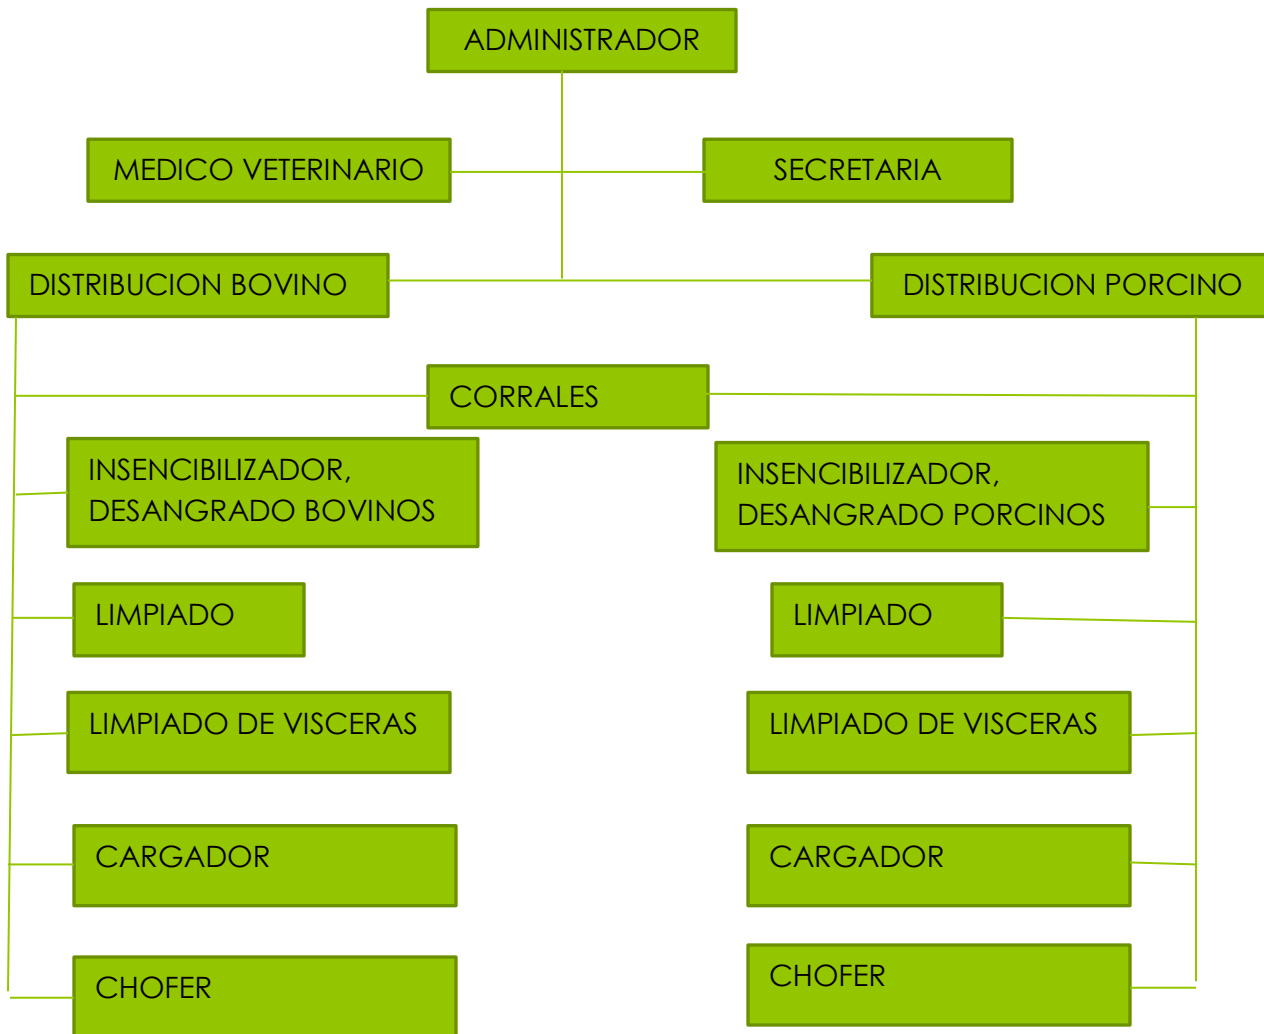 ADMINISTRADOR
MEDICO VETERINARIO
SECRETARIA
DISTRIBUCION BOVINO
DISTRIBUCION PORCINO
CORRALES
INSENCIBILIZADOR,
DESANGRADO BOVINOS
INSENCIBILIZADOR,
DESANGRADO PORCINOS
LIMPIADO
LIMPIADO
LIMPIADO DE VISCERAS
LIMPIADO DE VISCERAS
CARGADOR
CARGADOR
CHOFER
CHOFER